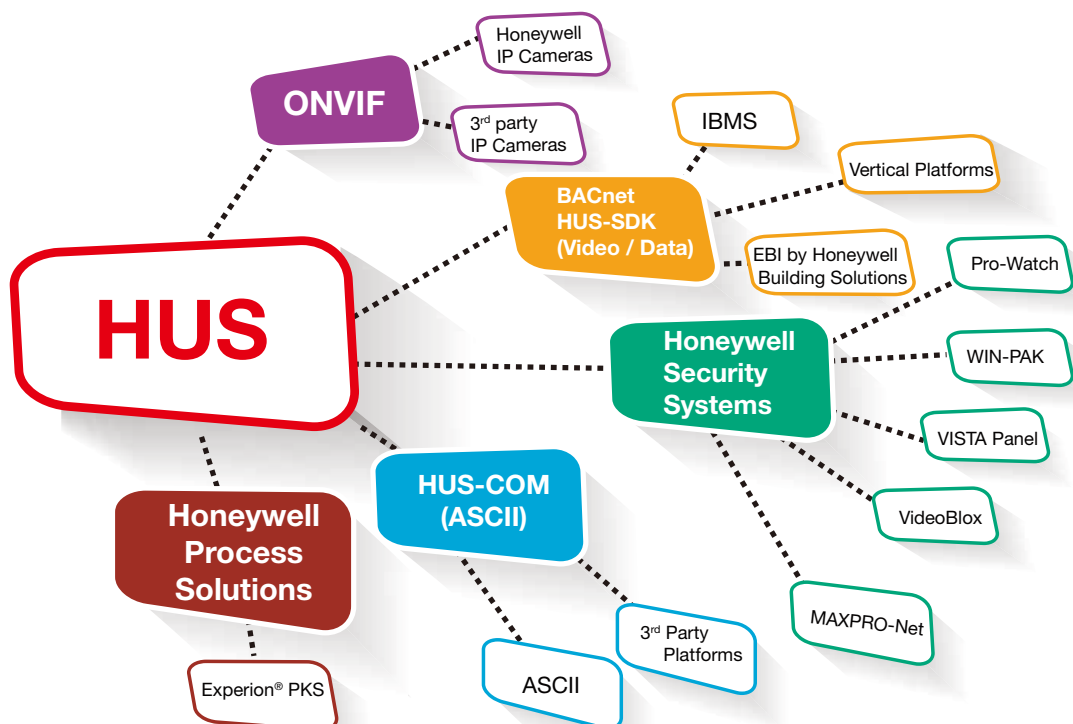 Honeywell
IP Cameras
ONVIF
3rd party
IP Cameras
IBMS
Vertical Platforms
BACnet
HUS-SDK
(Video / Data)
EBI by Honeywell
Building Solutions
Pro-Watch
HUS
Honeywell
Security
Systems
WIN-PAK
VISTA Panel
HUS-COM
(ASCII)
VideoBlox
Honeywell
Process
Solutions
MAXPRO-Net
3rd Party
Platforms
ASCII
Experion® PKS